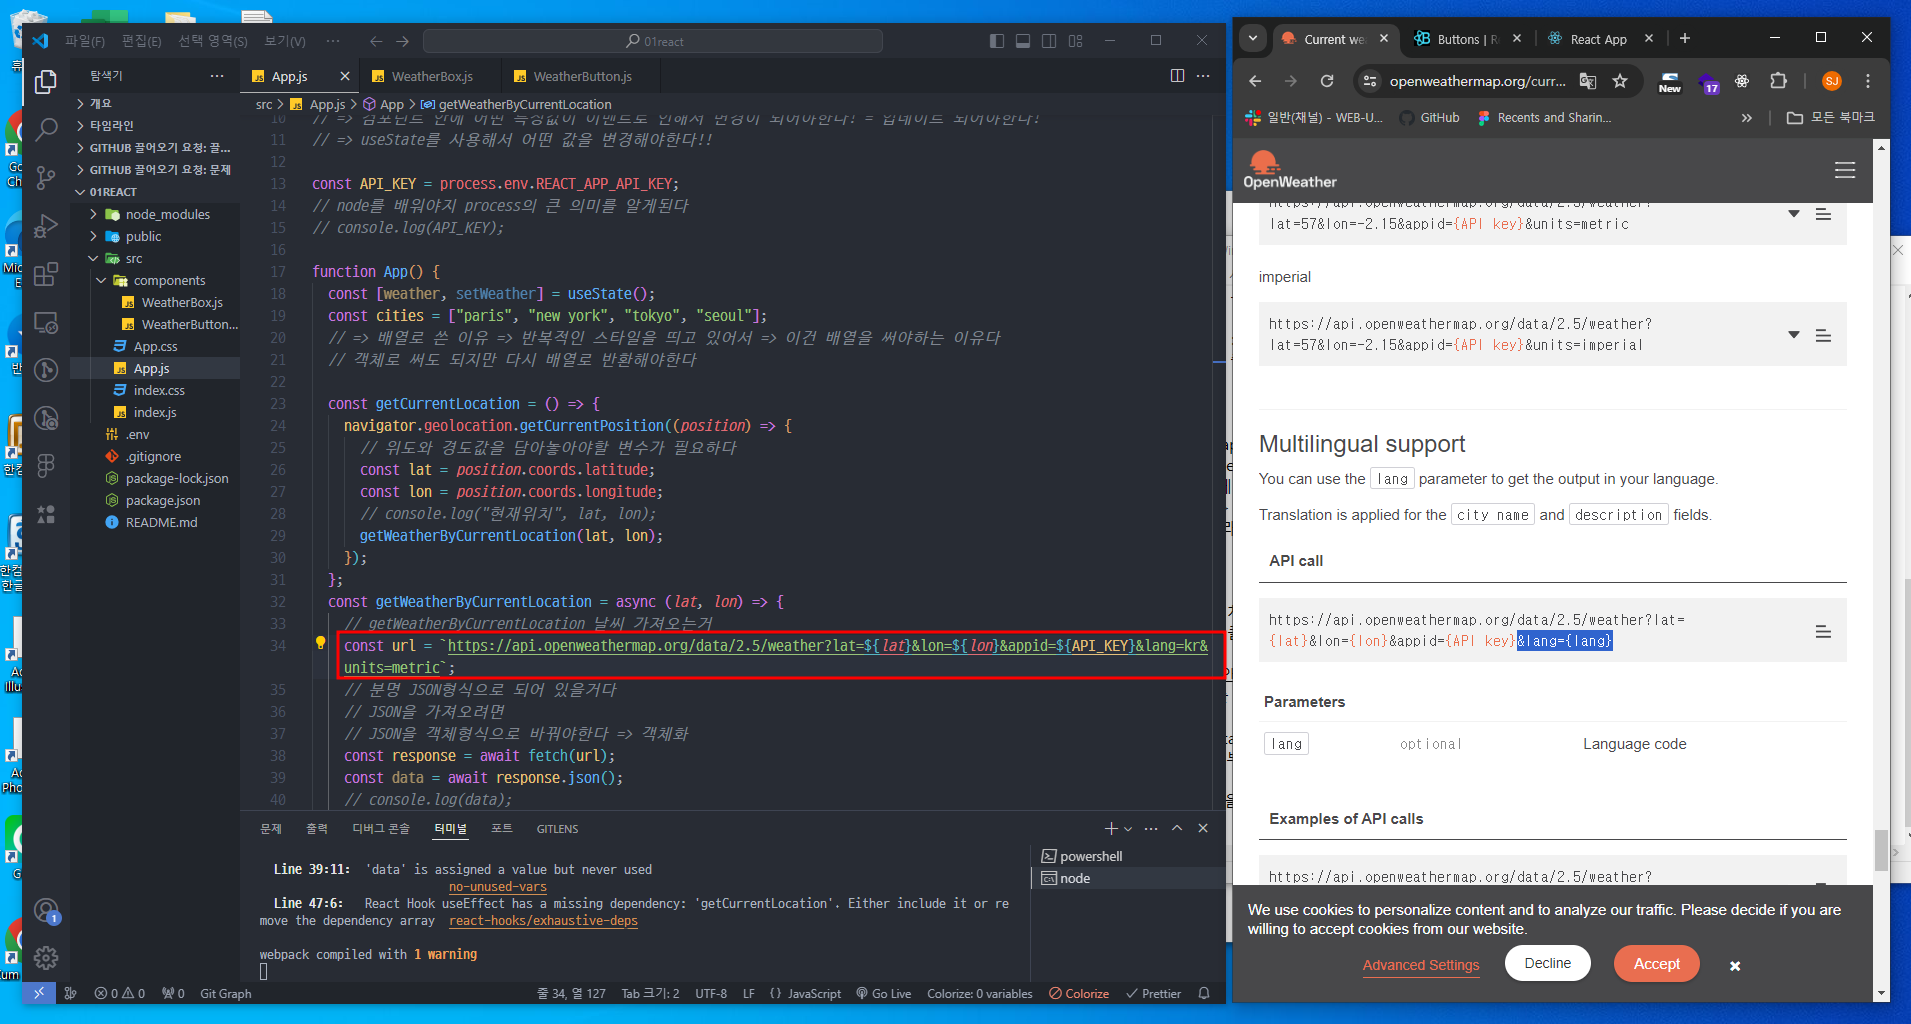 파일(F) 편집(E) 선택 영역(S) 보기(V) ··· 01react
탐색기 ···
개요
타임라인
GITHUB 끌어오기 요청: 끌...
GITHUB 끌어오기 요청: 문제
01REACT
node_modules
public
src
components
WeatherBox.js
WeatherButton...
App.css
App.js
index.css
index.js
.env
.gitignore
package-lock.json
package.json
README.md
App.js WeatherBox.js WeatherButton.js
src > App.js > App > getWeatherByCurrentLocation
10 // => 컴포넌트 안에 어떤 특정값이 이벤트로 인해서 변경이 되어야한다! = 업데이트 되어야한다!
11 // => useState를 사용해서 어떤 값을 변경해야한다!!
12
13 const API_KEY = process.env.REACT_APP_API_KEY;
14 // node를 배워야지 process의 큰 의미를 알게된다
15 // console.log(API_KEY);
16
17 function App() {
18 const [weather, setWeather] = useState();
19 const cities = ["paris", "new york", "tokyo", "seoul"];
20 // => 배열로 쓴 이유 => 반복적인 스타일을 띄고 있어서 => 이건 배열을 써야하는 이유다
21 // 객체로 써도 되지만 다시 배열로 반환해야한다
22
23 const getCurrentLocation = () => {
24 navigator.geolocation.getCurrentPosition((position) => {
25 // 위도와 경도값을 담아놓아야할 변수가 필요하다
26 const lat = position.coords.latitude;
27 const lon = position.coords.longitude;
28 // console.log("현재위치", lat, lon);
29 getWeatherByCurrentLocation(lat, lon);
30 });
31 };
32 const getWeatherByCurrentLocation = async (lat, lon) => {
33 // getWeatherByCurrentLocation 날씨 가져오는거
34 const url = `https://api.openweathermap.org/data/2.5/weather?lat=${lat}&lon=${lon}&appid=${API_KEY}&lang=kr&
units=metric`;
35 // 분명 JSON형식으로 되어 있을거다
36 // JSON을 가져오려면
37 // JSON을 객체형식으로 바꿔야한다 => 객체화
38 const response = await fetch(url);
39 const data = await response.json();
40 // console.log(data);
문제 출력 디버그 콘솔 터미널 포트 GITLENS
Line 39:11: 'data' is assigned a value but never used
no-unused-vars
Line 47:6: React Hook useEffect has a missing dependency: 'getCurrentLocation'. Either include it or re
move the dependency array react-hooks/exhaustive-deps
webpack compiled with 1 warning
powershell
node
1
0 0 0 Git Graph 줄 34, 열 127 Tab 크기: 2 UTF-8 LF {} JavaScript Go Live Colorize: 0 variables Colorize Prettier
Current we Buttons | R React App
openweathermap.org/curr... New 17 SJ
일반(채널) - WEB-U... GitHub Recents and Sharin... » 모든 북마크
OpenWeather
https://api.openweathermap.org/data/2.5/weather?
lat=57&lon=-2.15&appid={API key}&units=metric
imperial
https://api.openweathermap.org/data/2.5/weather?
lat=57&lon=-2.15&appid={API key}&units=imperial
Multilingual support
You can use the lang parameter to get the output in your language.
Translation is applied for the city name and description fields.
API call
https://api.openweathermap.org/data/2.5/weather?lat=
{lat}&lon={lon}&appid={API key}&lang={lang}
Parameters
lang optional Language code
Examples of API calls
https://api.openweathermap.org/data/2.5/weather?
We use cookies to personalize content and to analyze our traffic. Please decide if you are
willing to accept cookies from our website.
Advanced Settings Decline Accept